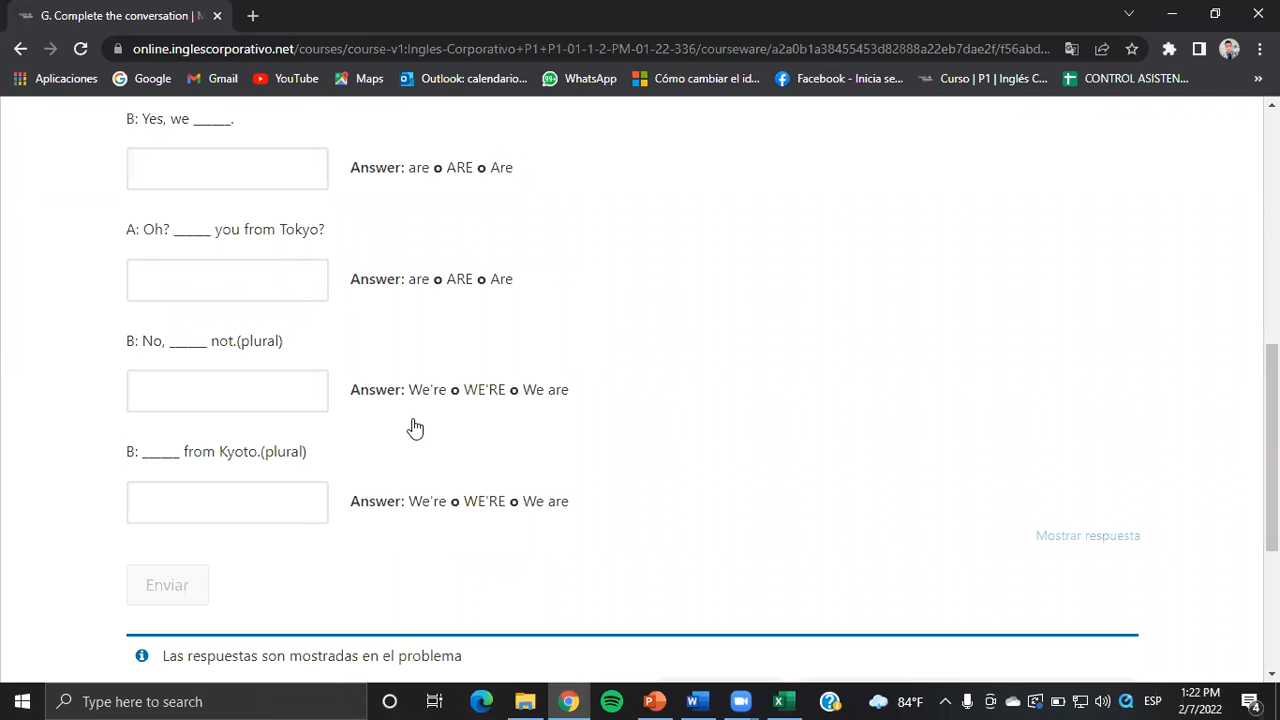 G. Complete the conversation |
online.inglescorporativo.net/courses/course-v1:Ingles-Corporativo+P1+P1-01-1-2-PM-01-22-336/courseware/a2a0b1a38455453d82888a22eb7dae2f/f56abd...
Aplicaciones Google Gmail YouTube Maps Outlook: calendario... WhatsApp Cómo cambiar el id... Facebook - Inicia se... Curso | P1 | Inglés C... CONTROL ASISTEN... »
B: Yes, we ______.
Answer: are o ARE o Are
A: Oh? ______ you from Tokyo?
Answer: are o ARE o Are
B: No, ______ not.(plural)
Answer: We're o WE'RE o We are
B: ______ from Kyoto.(plural)
Answer: We're o WE'RE o We are
Mostrar respuesta
Enviar
Las respuestas son mostradas en el problema
Type here to search
84°F
ESP
1:22 PM
2/7/2022
4